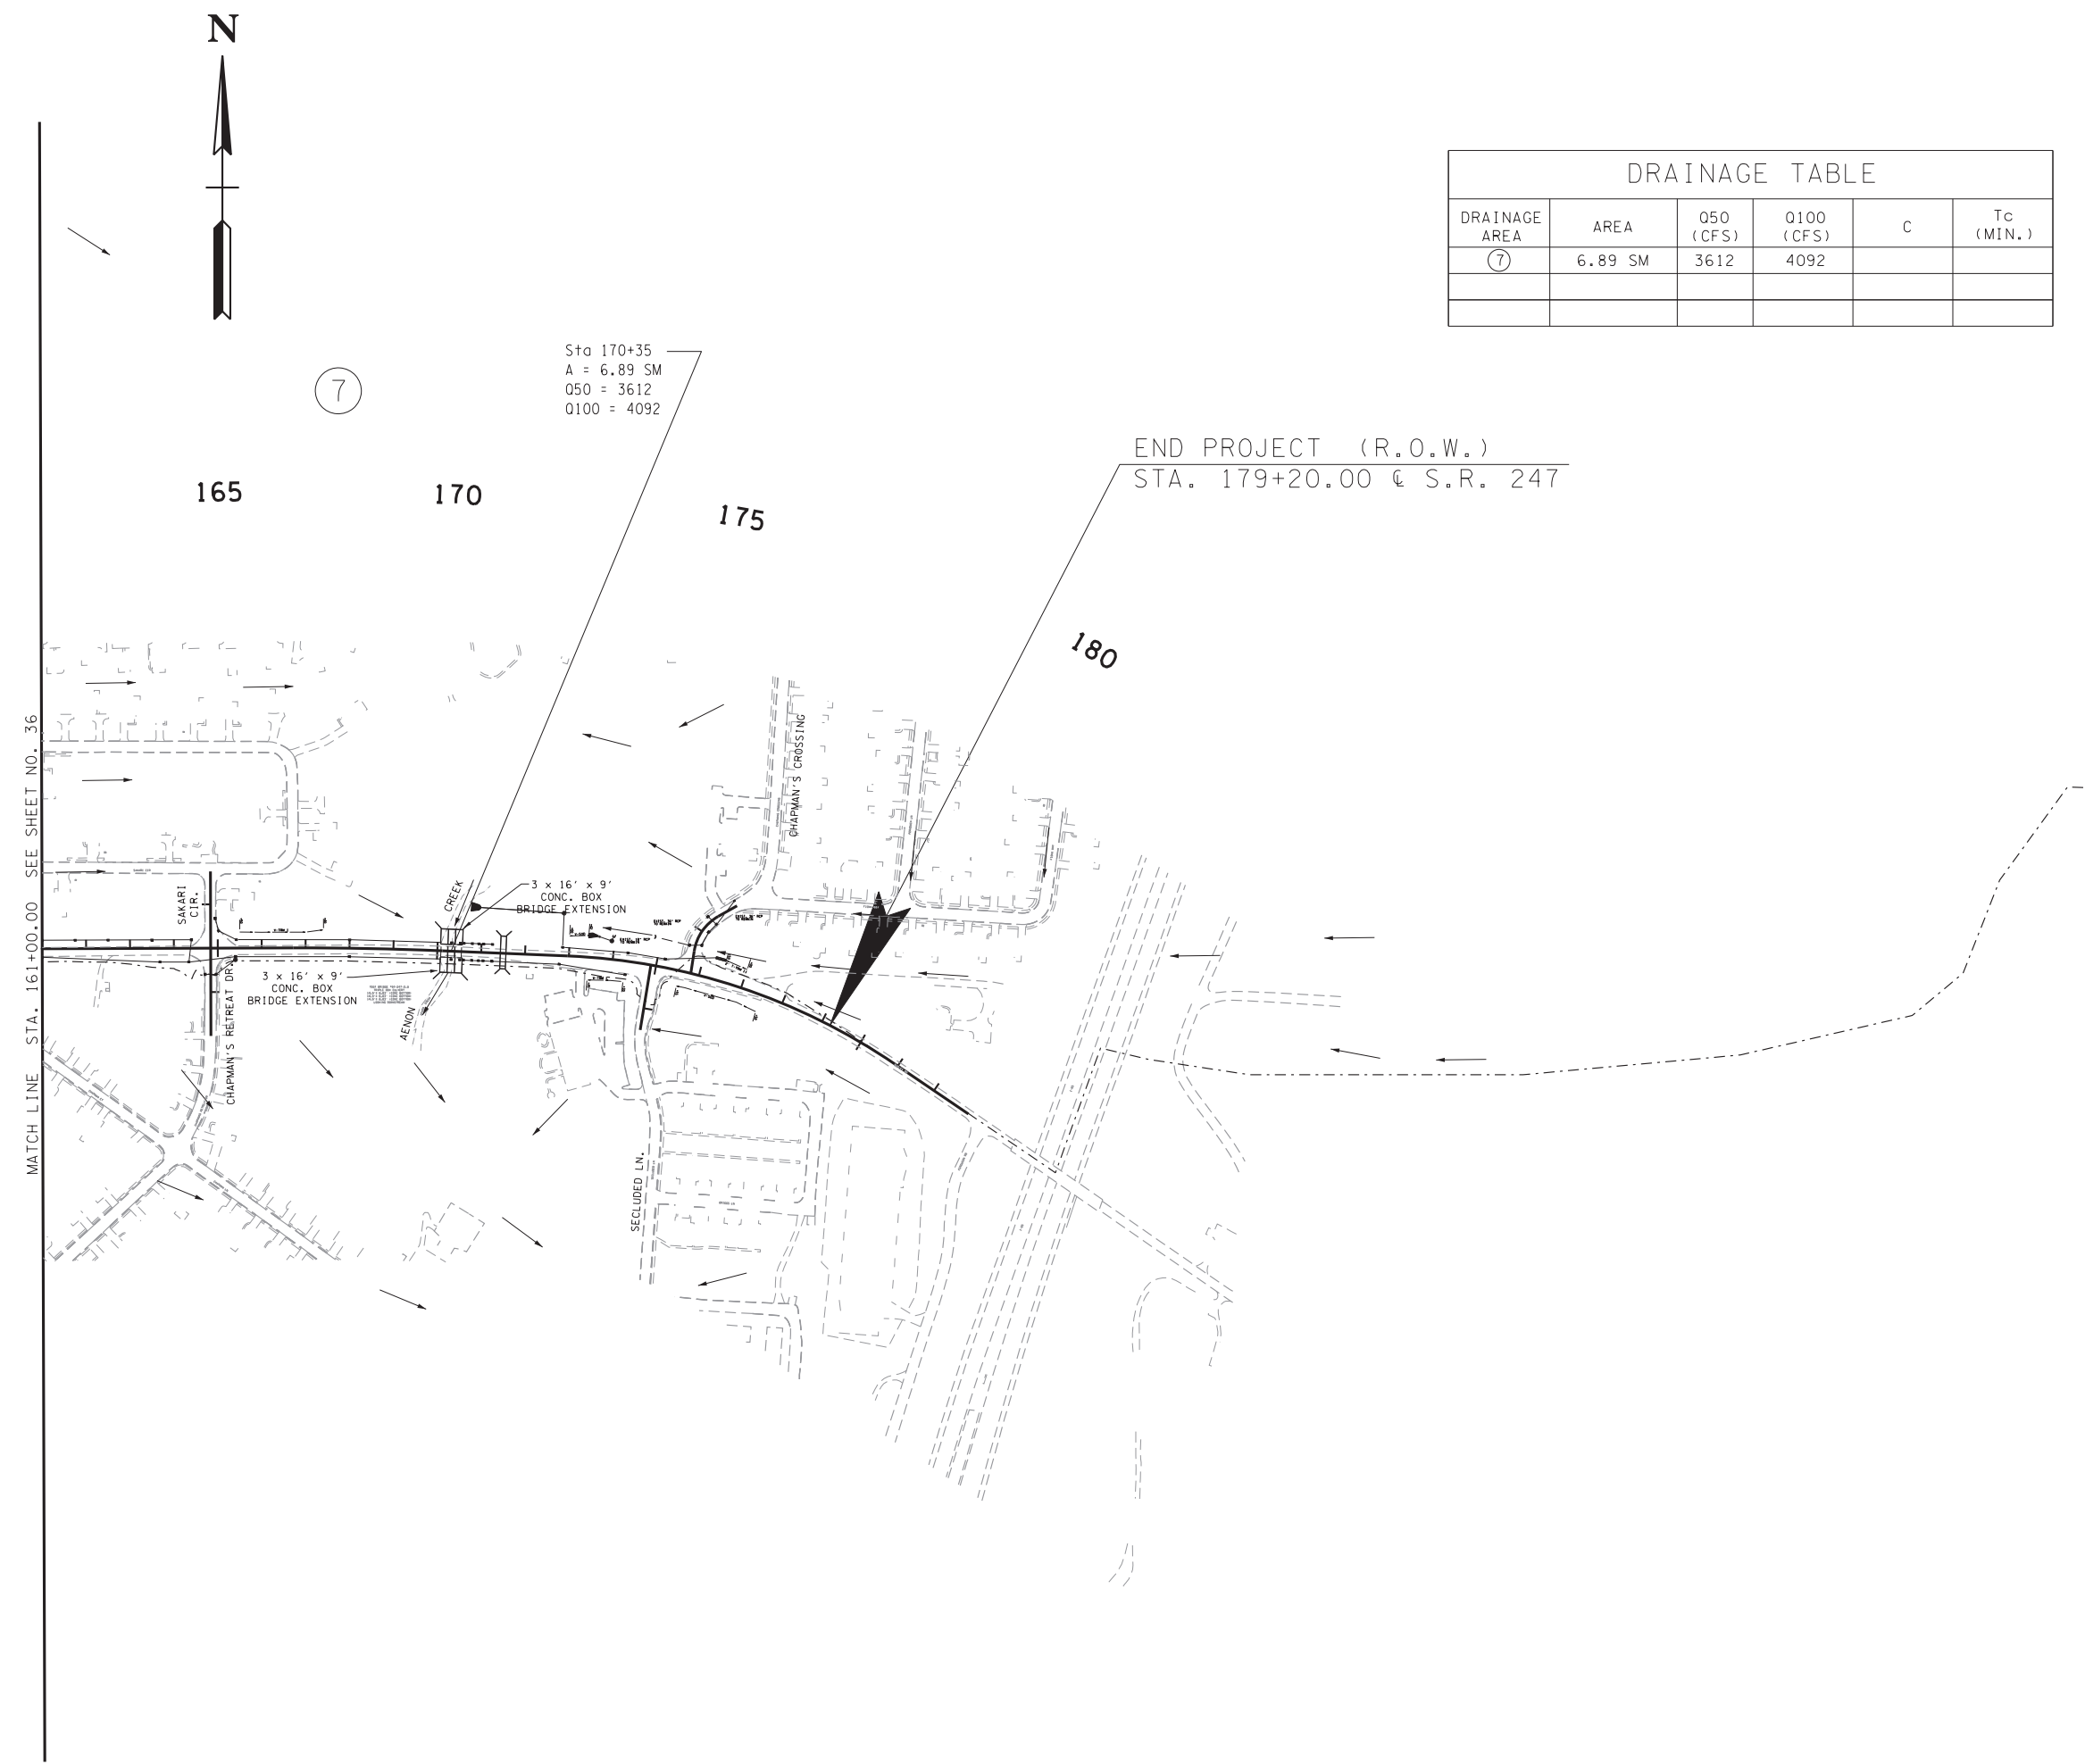 N
DRAINAGE TABLE
DRAINAGE AREA
AREA
Q50 (CFS)
Q100 (CFS)
C
Tc (MIN.)
7
6.89 SM
3612
4092
Sta 170+35
A = 6.89 SM
Q50 = 3612
Q100 = 4092
7
END PROJECT (R.O.W.)
STA. 179+20.00 ℄ S.R. 247
165
170
175
180
MATCH LINE STA. 161+00.00 SEE SHEET NO. 36
CHAPMAN'S CROSSING
SAKARI
CIR.
CREEK
3 x 16' x 9'
CONC. BOX
BRIDGE EXTENSION
3 x 16' x 9'
CONC. BOX
BRIDGE EXTENSION
CHAPMAN'S RETREAT DR.
AENON
SECLUDED LN.